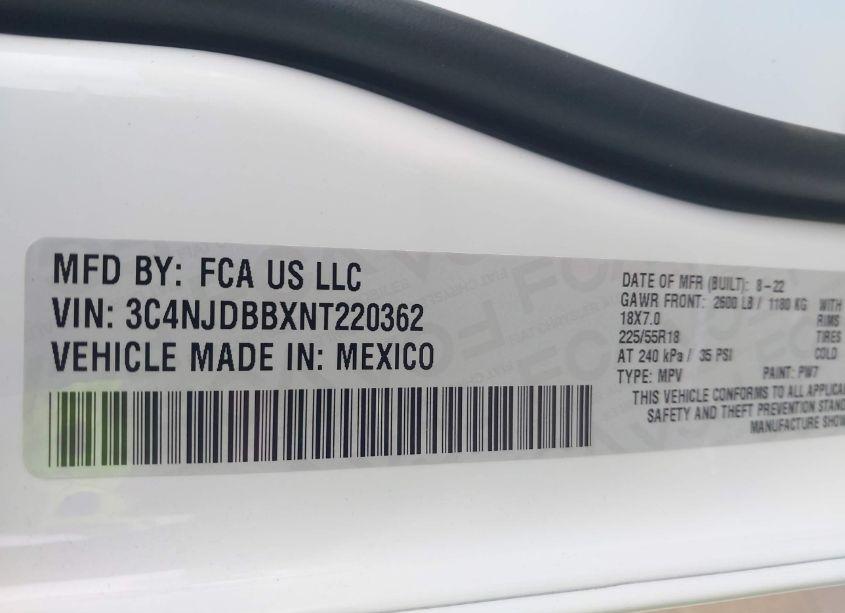 MFD BY: FCA US LLC
VIN: 3C4NJDBBXNT220362
VEHICLE MADE IN: MEXICO
DATE OF MFR (BUILT): 8-22
GAWR FRONT: 2600 LB / 1180 KG WITH
18X7.0 RIMS
225/55R18 TIRES
AT 240 kPa / 35 PSI COLD
TYPE: MPV PAINT: PW7
THIS VEHICLE CONFORMS TO ALL APPLICA
SAFETY AND THEFT PREVENTION STAND
MANUFACTURE SHOW